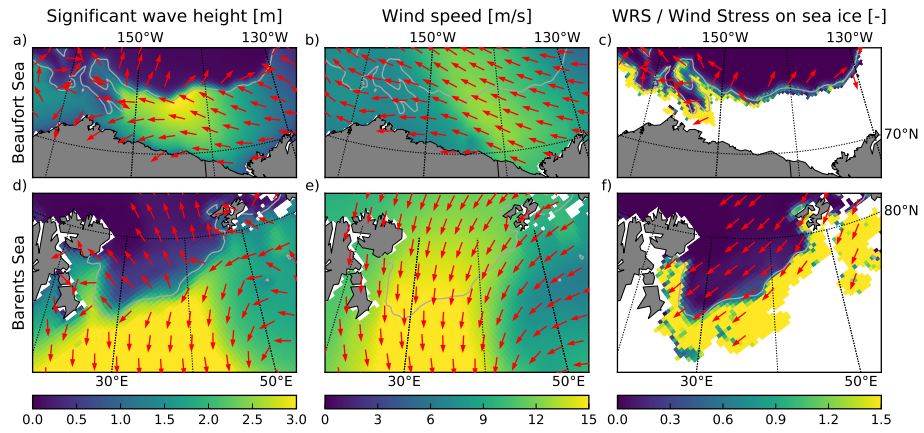 Significant wave height [m] Wind speed [m/s] WRS / Wind Stress on sea ice [-]
a) 150°W 130°W b) 150°W 130°W c) 150°W 130°W
Beaufort Sea
70°N
d) e) f)
Barents Sea
80°N
30°E 50°E 30°E 50°E 30°E 50°E
0.0 0.5 1.0 1.5 2.0 2.5 3.0 0 3 6 9 12 15 0.0 0.3 0.6 0.9 1.2 1.5